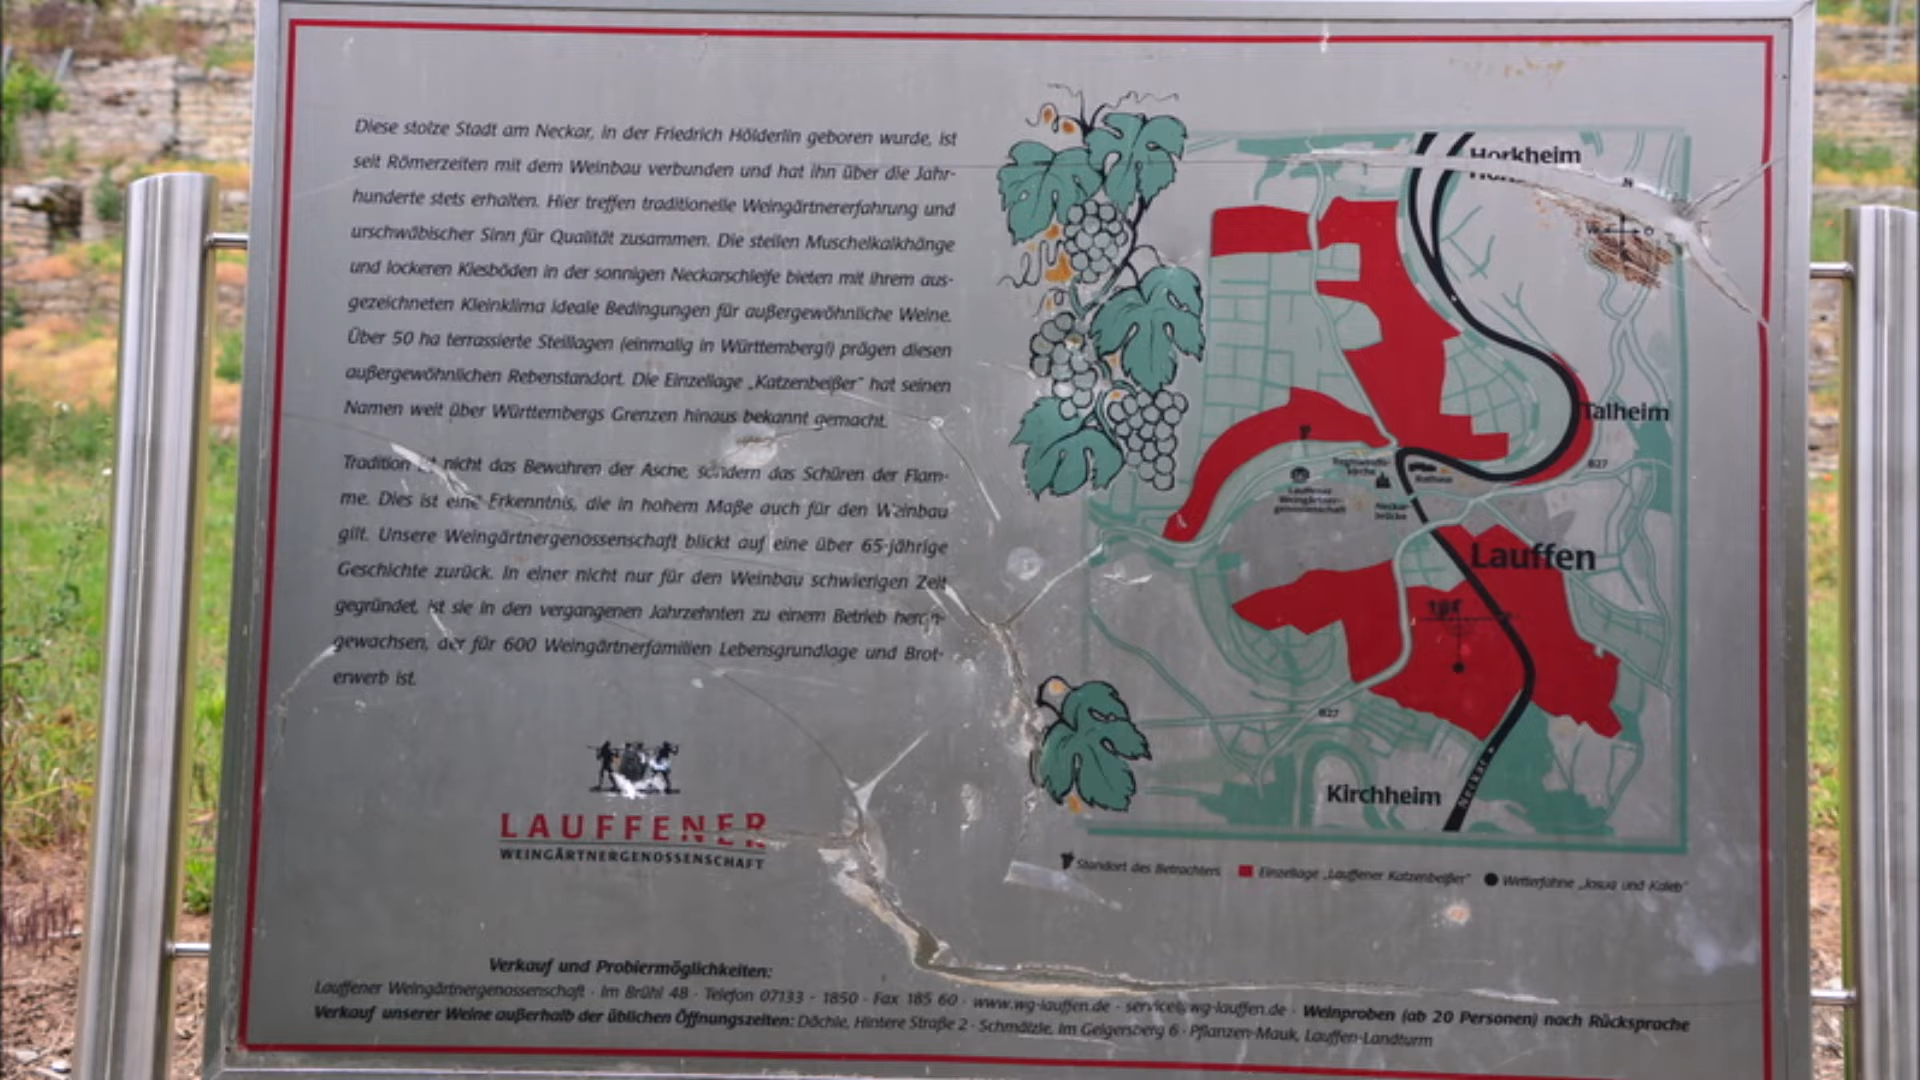 Diese stolze Stadt am Neckar, in der Friedrich Hölderlin geboren wurde, ist
seit Römerzeiten mit dem Weinbau verbunden und hat ihn über die Jahr-
hunderte stets erhalten. Hier treffen traditionelle Weingärtnererfahrung und
urschwäbischer Sinn für Qualität zusammen. Die steilen Muschelkalkhänge
und lockeren Kiesböden in der sonnigen Neckarschleife bieten mit ihrem aus-
gezeichneten Kleinklima ideale Bedingungen für außergewöhnliche Weine.
Über 50 ha terrassierte Steillagen (einmalig in Württemberg!) prägen diesen
außergewöhnlichen Rebenstandort. Die Einzellage „Katzenbeißer" hat seinen
Namen weit über Württembergs Grenzen hinaus bekannt gemacht.
Tradition ist nicht das Bewahren der Asche, sondern das Schüren der Flam-
me. Dies ist eine Erkenntnis, die in hohem Maße auch für den Weinbau
gilt. Unsere Weingärtnergenossenschaft blickt auf eine über 65-jährige
Geschichte zurück. In einer nicht nur für den Weinbau schwierigen Zeit
gegründet, ist sie in den vergangenen Jahrzehnten zu einem Betrieb heran-
gewachsen, der für 600 Weingärtnerfamilien Lebensgrundlage und Brot-
erwerb ist.
LAUFFENER
WEINGÄRTNERGENOSSENSCHAFT
Horkheim
N
W O
Talheim
B27
Regiswindis-
kirche
Rathaus
Lauffener
Weingärtner-
genossenschaft
Neckar-
brücke
Lauffen
B27
Kirchheim
Neckar
Standort des Betrachters
Einzellage „Lauffener Katzenbeißer"
Wetterfahne „Josua und Kaleb"
Verkauf und Probiermöglichkeiten:
Lauffener Weingärtnergenossenschaft · Im Brühl 48 · Telefon 07133 - 1850 · Fax 185 60 · www.wg-lauffen.de · service@wg-lauffen.de · Weinproben (ab 20 Personen) nach Rücksprache
Verkauf unserer Weine außerhalb der üblichen Öffnungszeiten: Dächle, Hintere Straße 2 · Schmälzle, Im Geigersberg 6 · Pflanzen-Mauk, Lauffen-Landturm